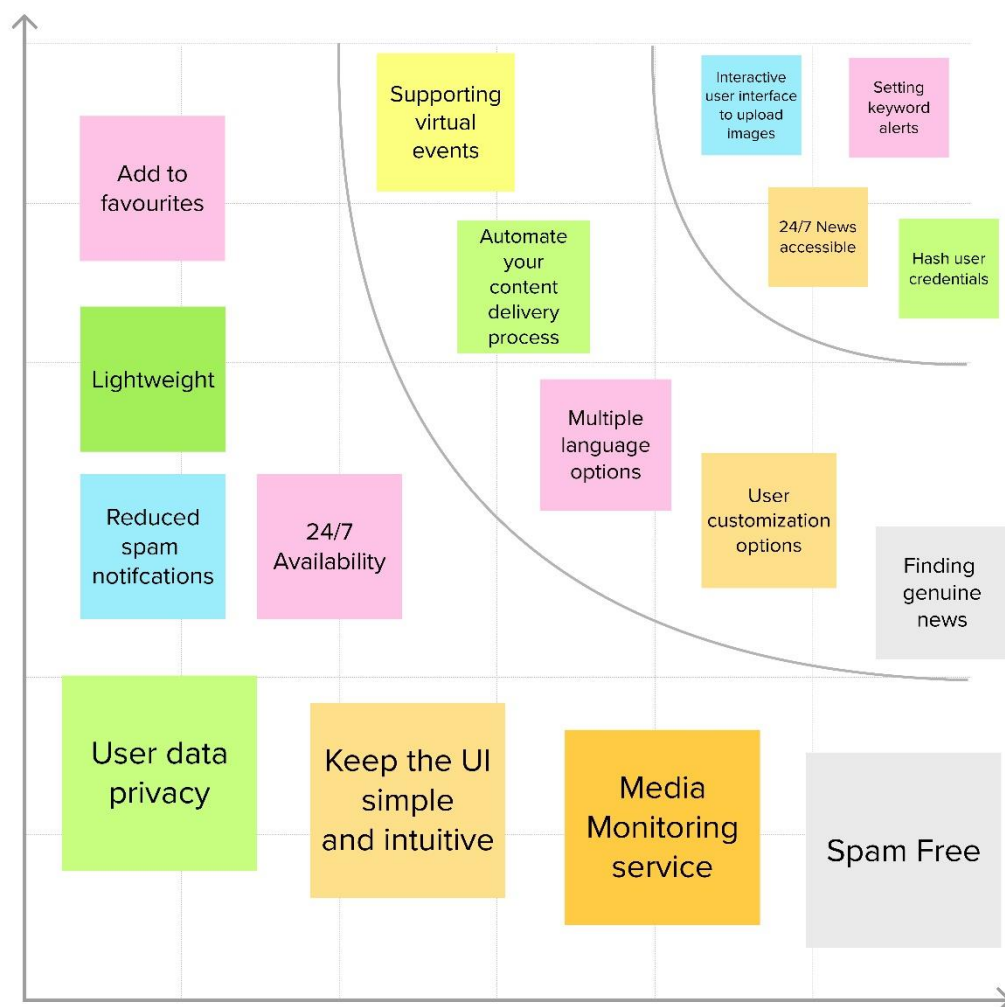 Supporting
virtual
events
Interactive
user interface
to upload
images
Setting
keyword
alerts
Add to
favourites
24/7 News
accessible
Hash user
credentials
Automate
your
content
delivery
process
Lightweight
Multiple
language
options
User
customization
options
Reduced
spam
notifcations
24/7
Availability
Finding
genuine
news
User data
privacy
Keep the UI
simple
and intuitive
Media
Monitoring
service
Spam Free